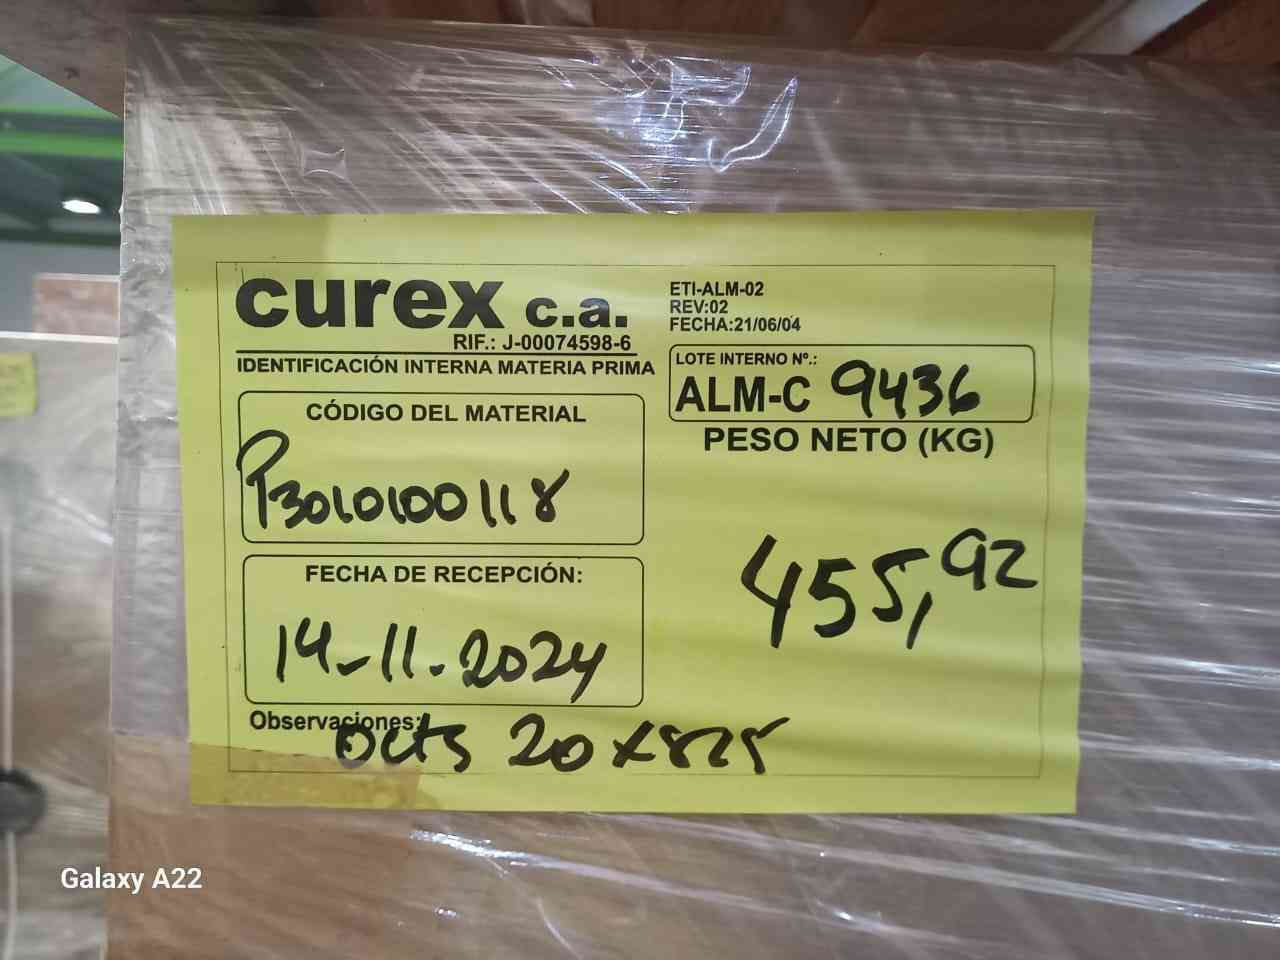 curex c.a.
RIF.: J-00074598-6
IDENTIFICACIÓN INTERNA MATERIA PRIMA
ETI-ALM-02
REV:02
FECHA:21/06/04
LOTE INTERNO Nº.:
ALM-C 9436
CÓDIGO DEL MATERIAL
P3010100118
PESO NETO (KG)
455,92
FECHA DE RECEPCIÓN:
14-11-2024
Observaciones:
octs 20x825
Galaxy A22